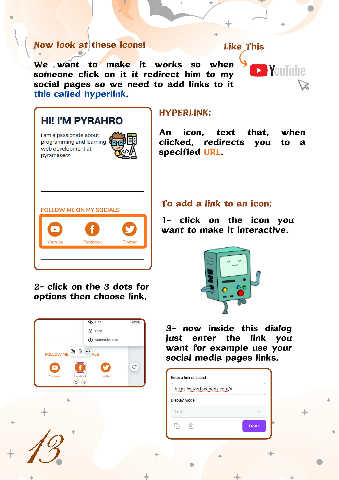 Now look at these icons!
Like This
We want to make it works so when
someone click on it it redirect him to my
social pages so we need to add links to it
this called hyperlink.
YouTube
HI! I'M PYRAHRO
I am a passionate about
programming and learning
web development at
pyramakerz
FOLLOW ME ON MY SOCIALS
Youtube
Facebook
Twitter
HYPERLINK:
An icon, text that, when
clicked, redirects you to a
specified URL.
To add a link to an icon:
1- click on the icon you
want to make it interactive.
2- click on the 3 dots for
options then choose link.
FOLLOW ME
3- now inside this dialog
just enter the link you
want for example use your
social media pages links.
Display mode
13